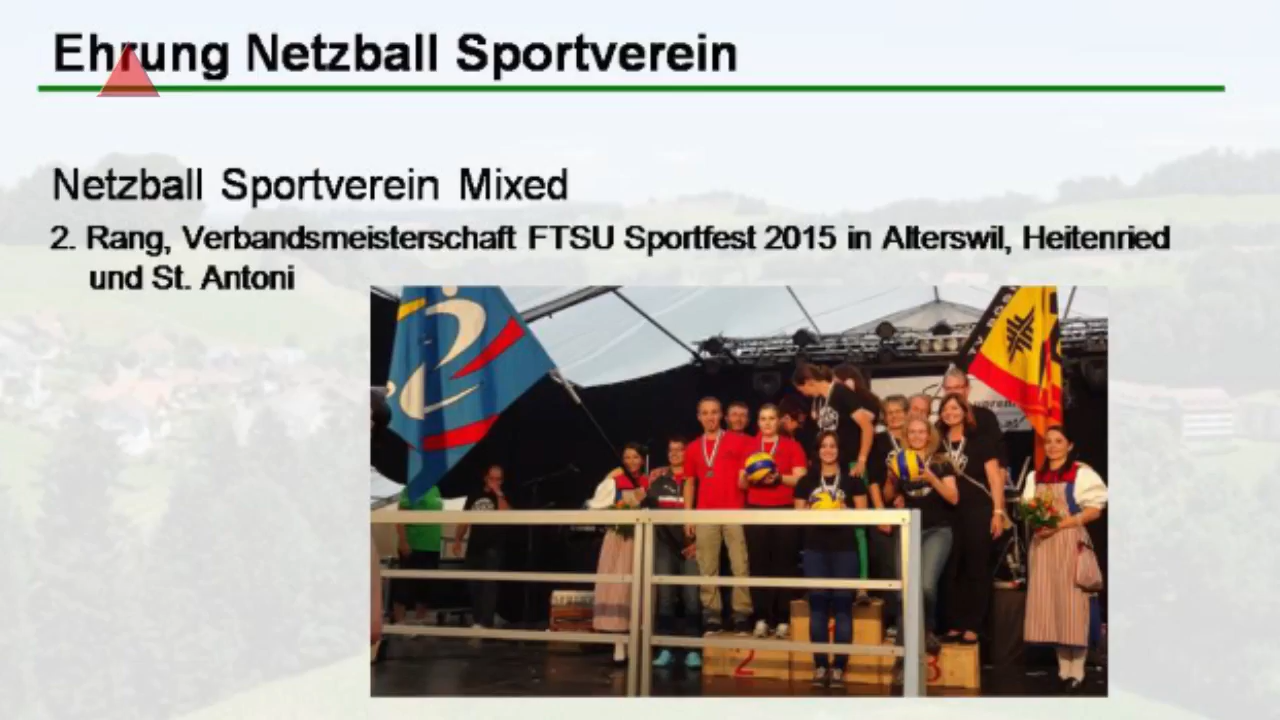 Ehrung Netzball Sportverein
Netzball Sportverein Mixed
2. Rang, Verbandsmeisterschaft FTSU Sportfest 2015 in Alterswil, Heitenried
und St. Antoni
2
3